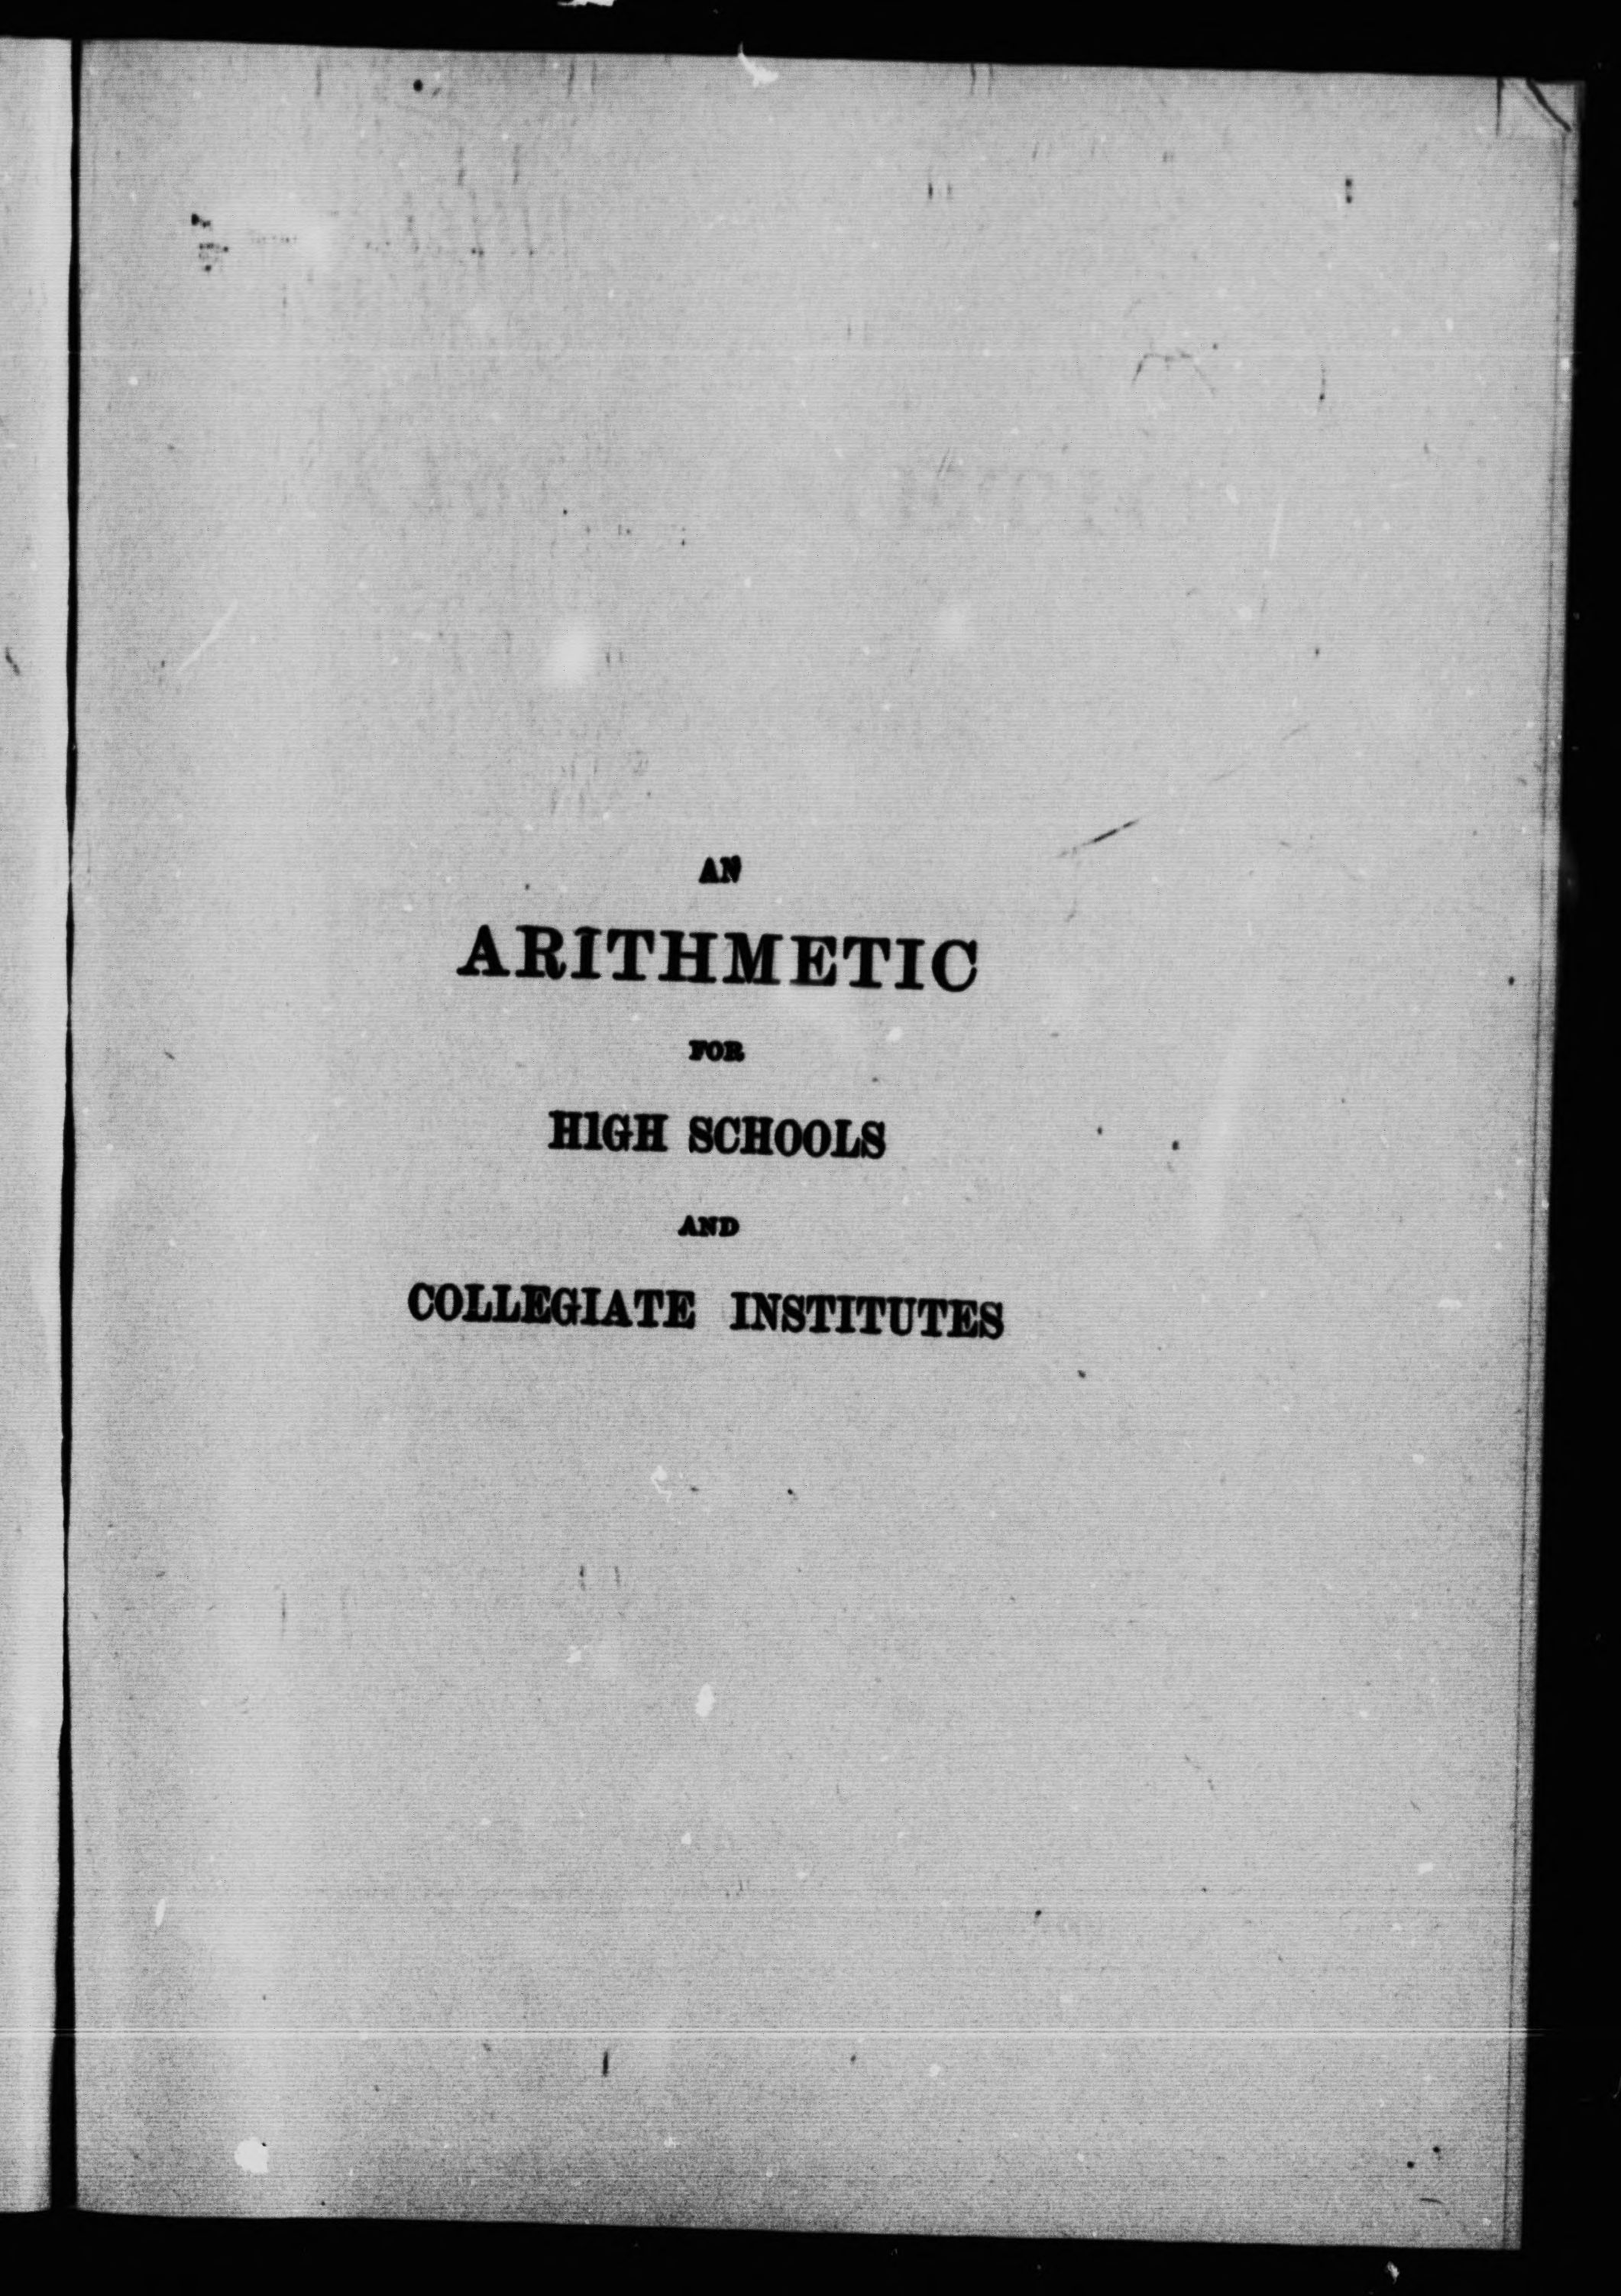 AN
ARITHMETIC
FOR
HIGH SCHOOLS
AND
COLLEGIATE INSTITUTES